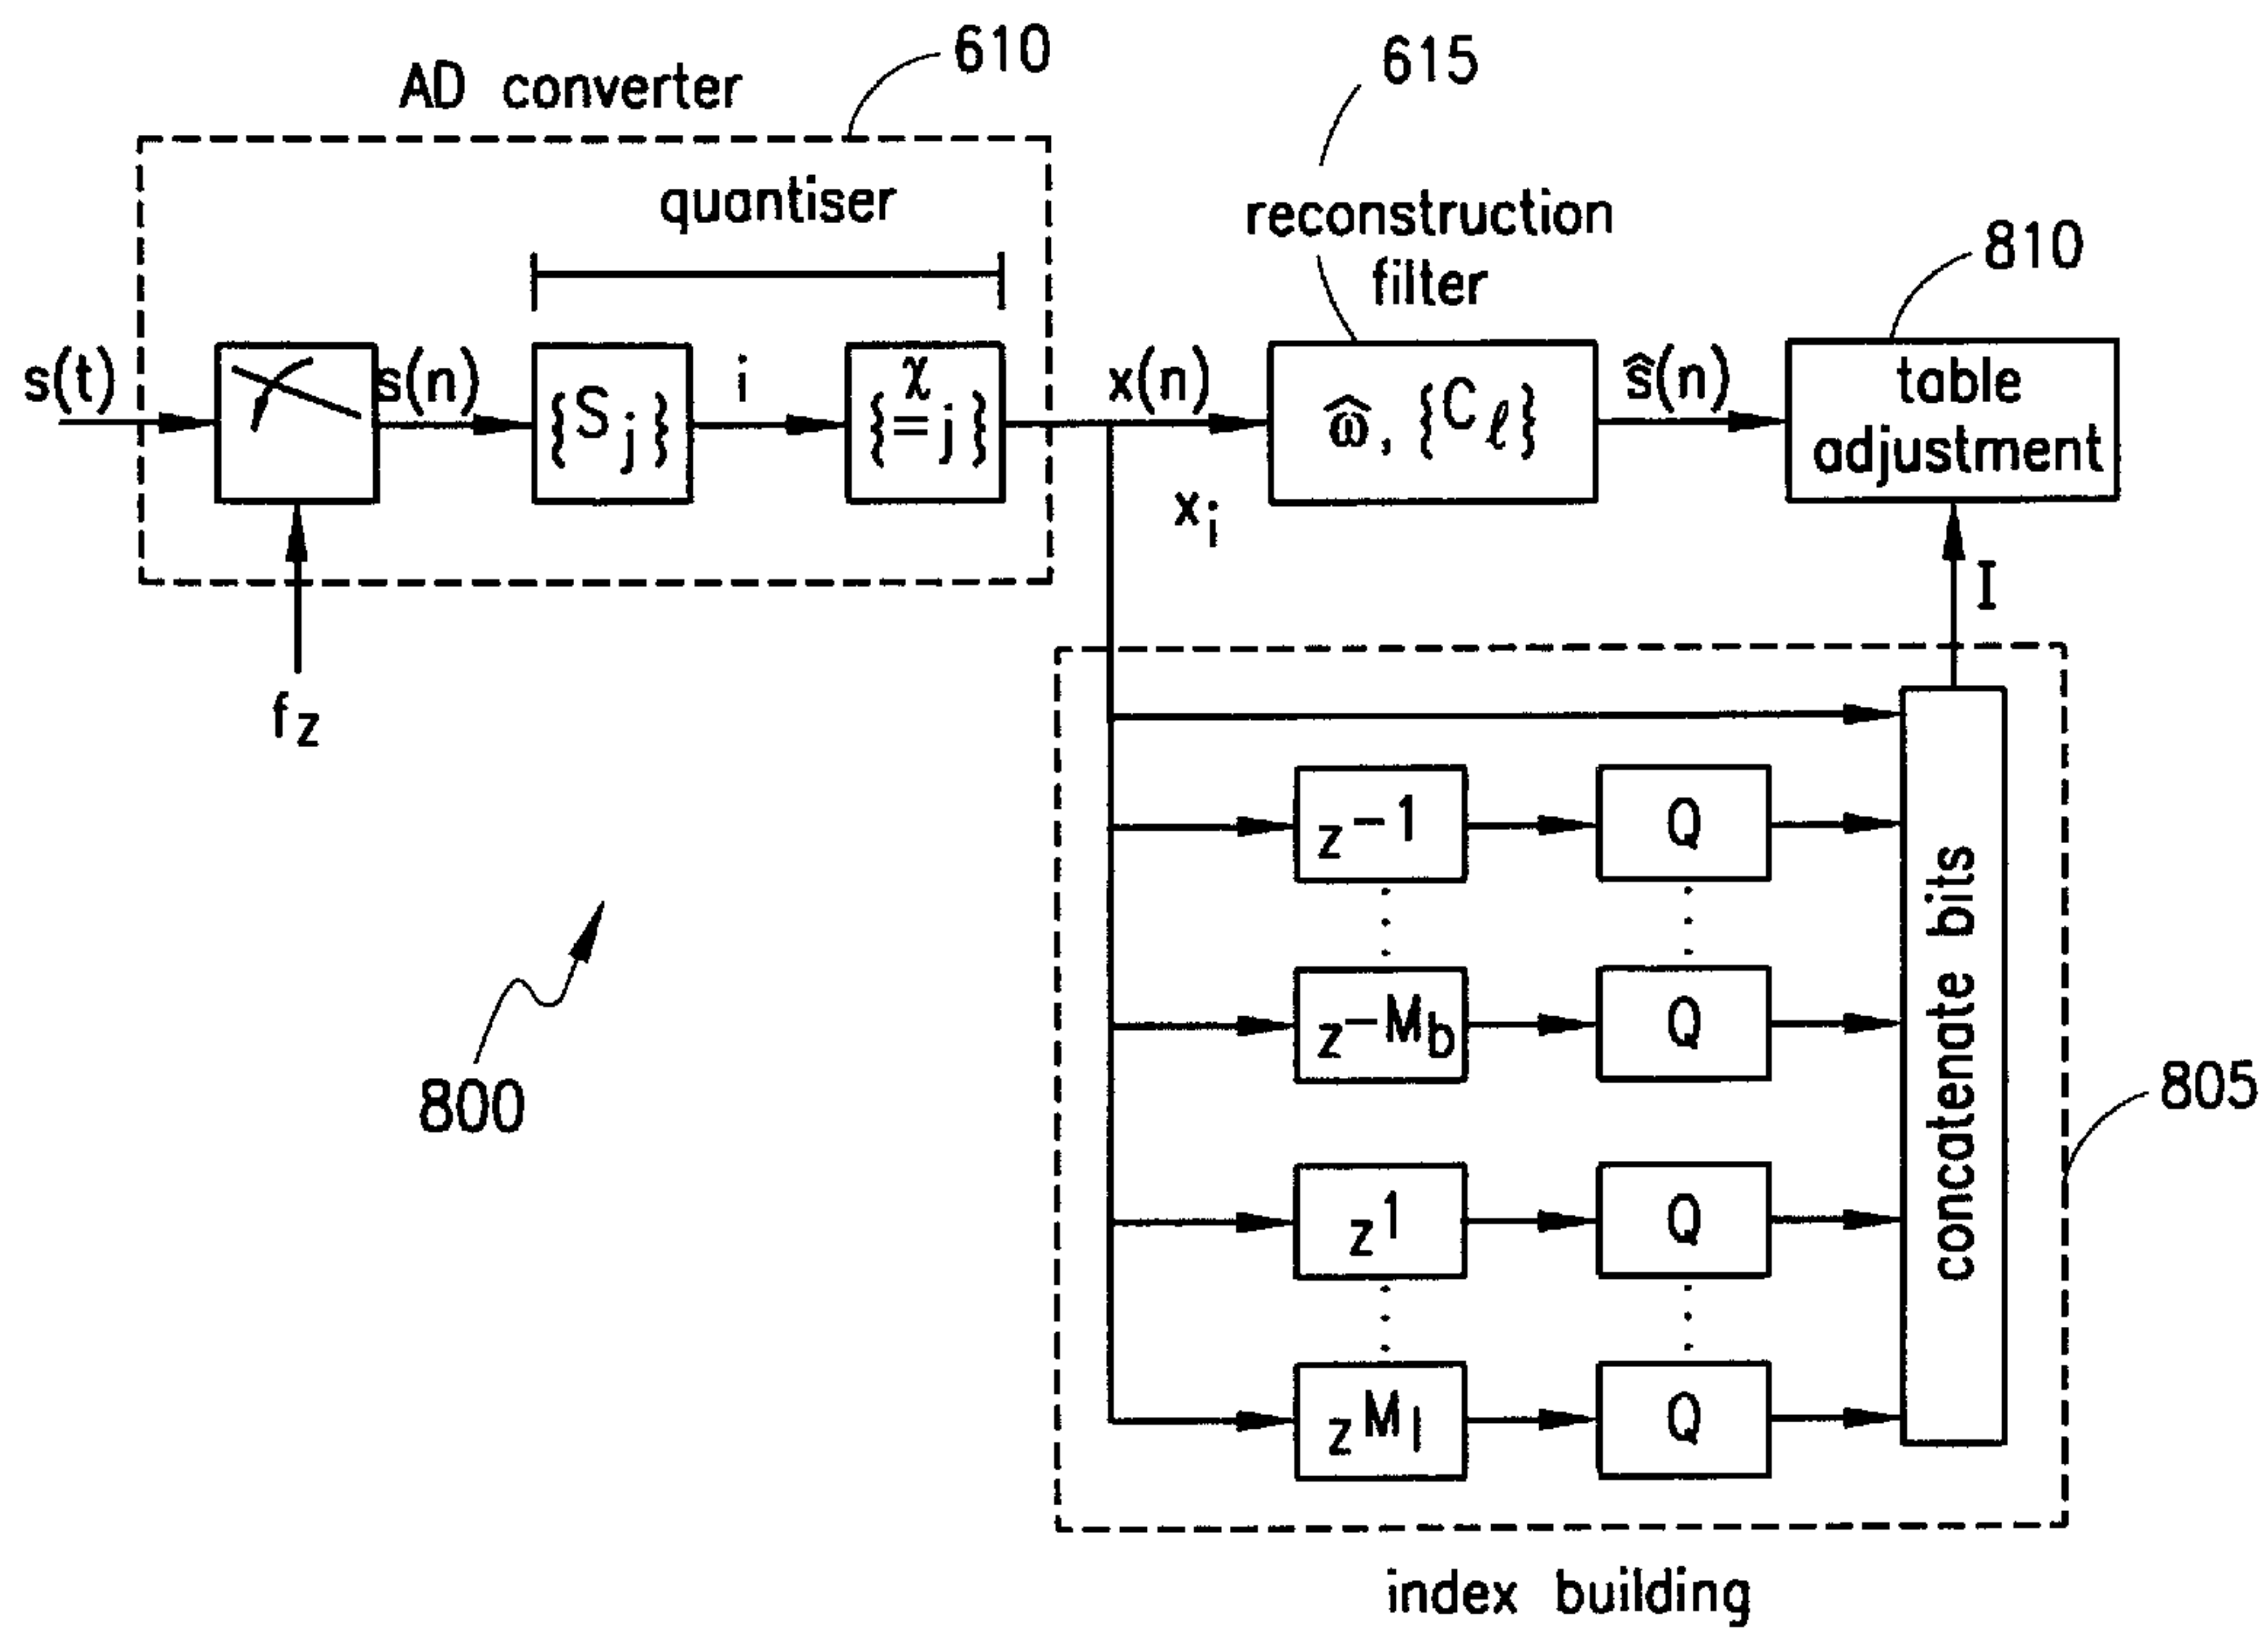 AD converter
610
quantiser
s(t)
s(n)
{S_j}
i
χ
{=j}
f_z
x(n)
x_i
615
reconstruction
filter
ω̂, {C_ℓ}
ŝ(n)
810
table
adjustment
I
z^-1
Q
z^-M_b
Q
z^1
Q
z^M_l
Q
concatenate bits
805
index building
800